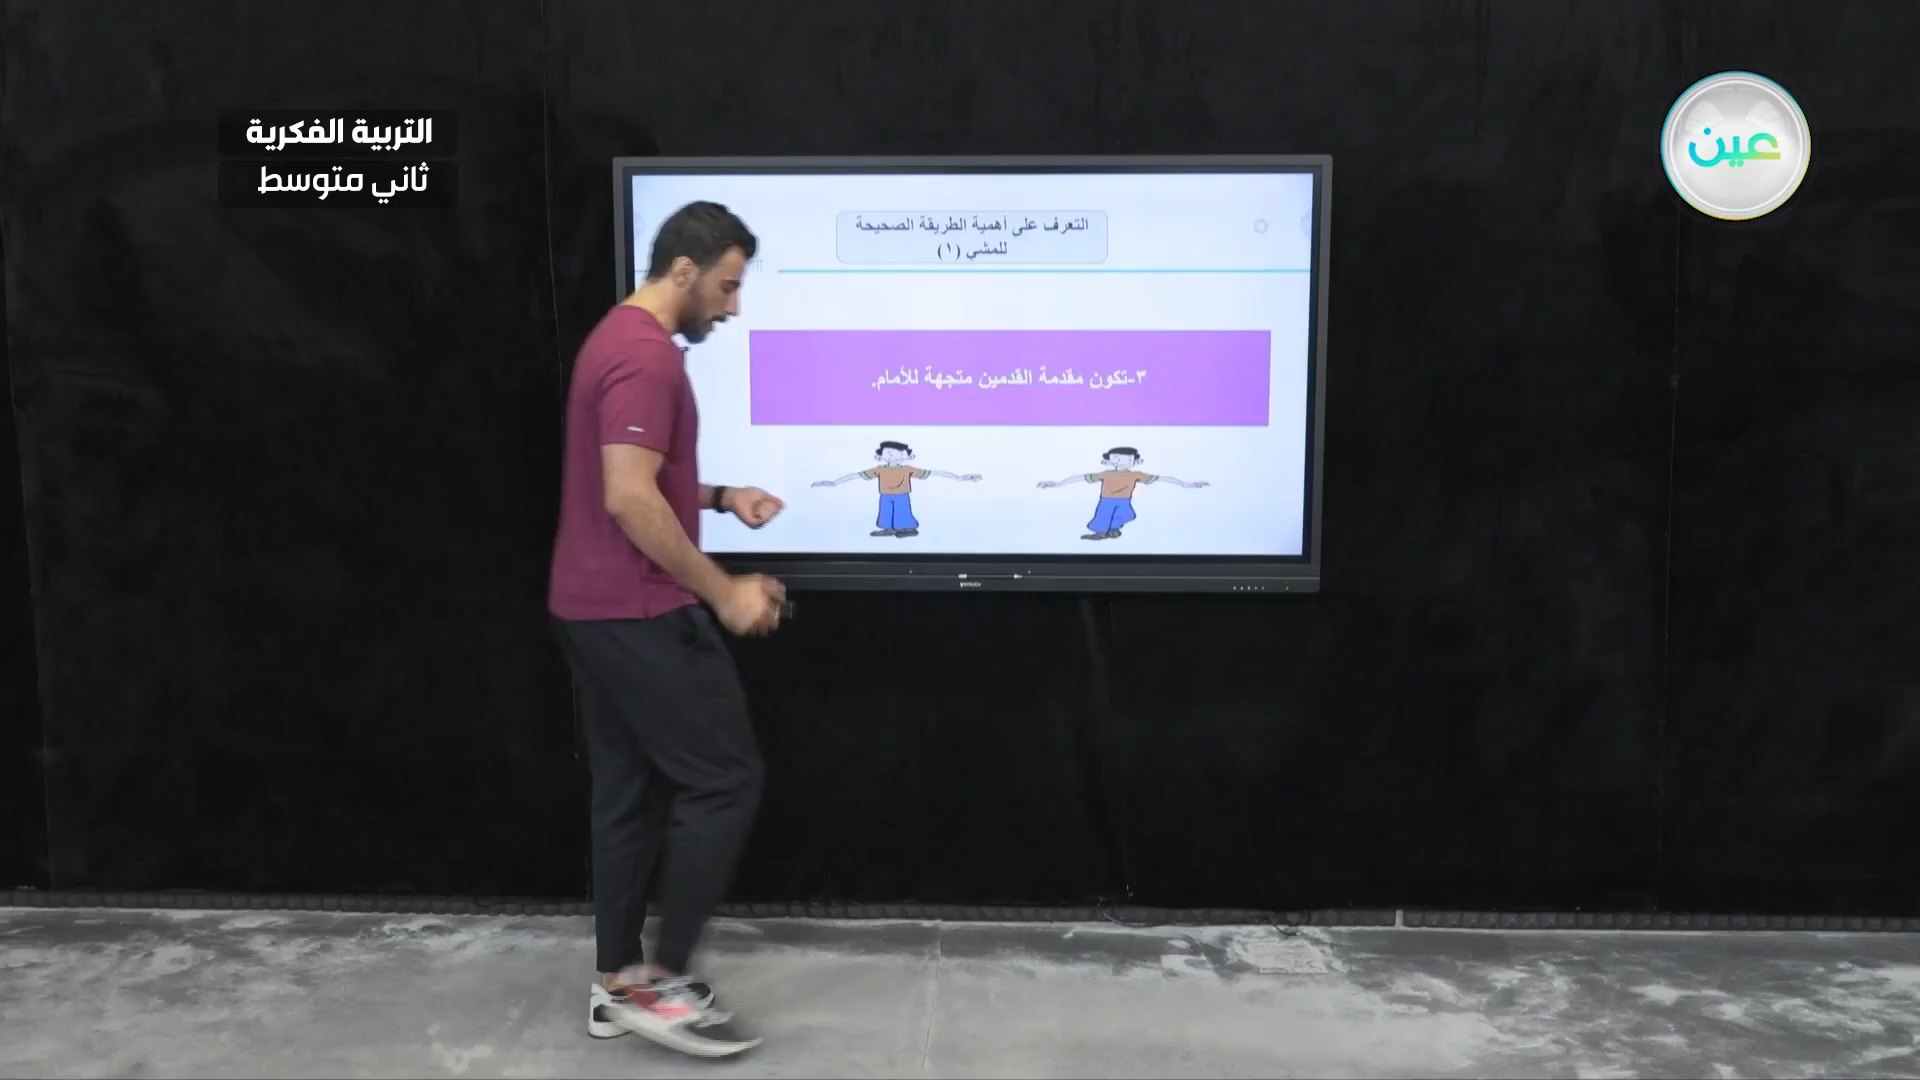 التربية الفكرية
ثاني متوسط
عين
التعرف على أهمية الطريقة الصحيحة
للمشي (١)
٣-تكون مقدمة القدمين متجهة للأمام.